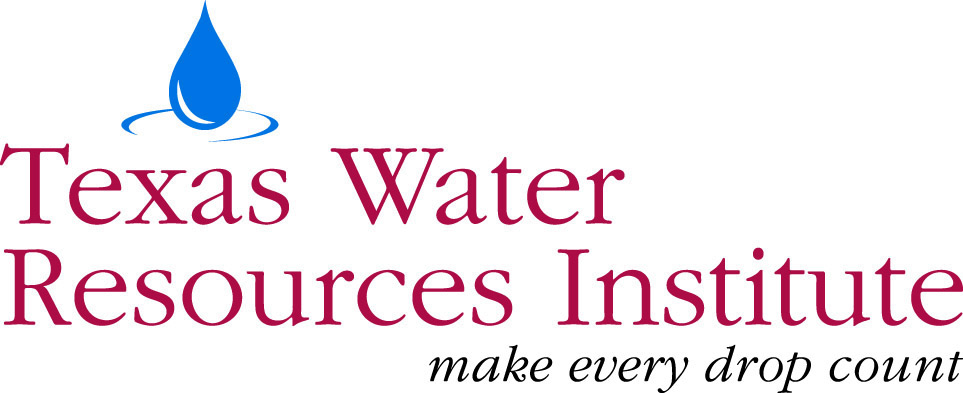 Texas Water
Resources Institute
make every drop count